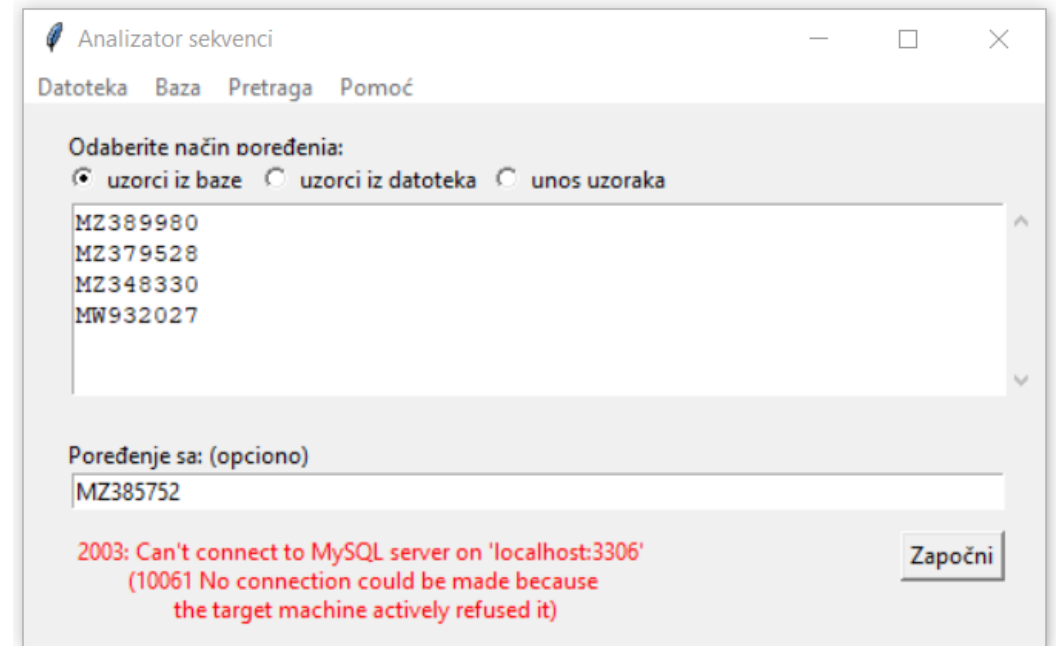 Analizator sekvenci
Datoteka Baza Pretraga Pomoć
Odaberite način poređenja:
uzorci iz baze uzorci iz datoteka unos uzoraka
MZ389980
MZ379528
MZ348330
MW932027
Poređenje sa: (opciono)
MZ385752
2003: Can't connect to MySQL server on 'localhost:3306'
(10061 No connection could be made because
the target machine actively refused it)
Započni